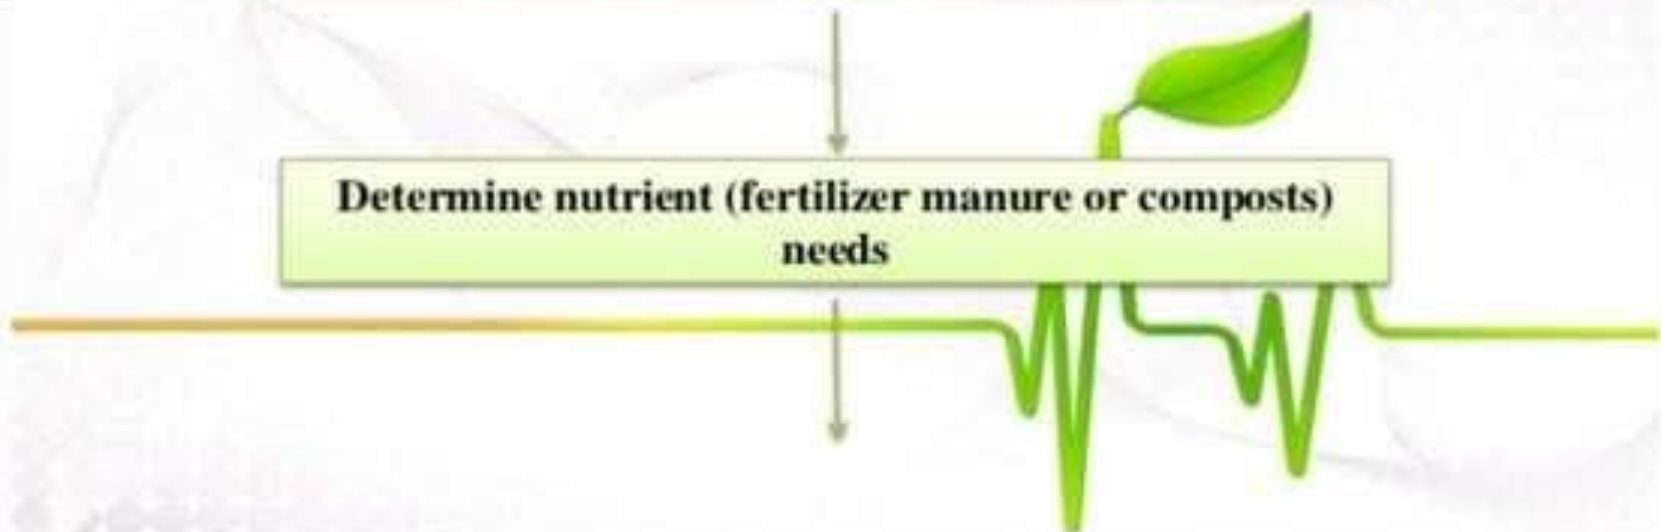 Determine nutrient (fertilizer manure or composts)
needs